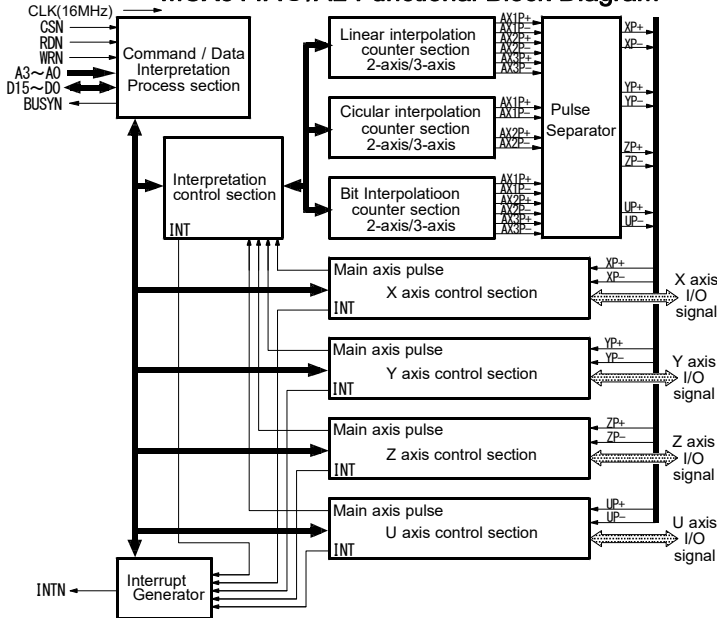 Functional Block Diagram
CLK(16MHz)
CSN
RDN
WRN
A3～A0
D15～D0
BUSYN
Command / Data
Interpretation
Process section
Linear interpolation
counter section
2-axis/3-axis
AX1P+
AX1P-
AX2P+
AX2P-
AX3P+
AX3P-
Cicular interpolation
counter section
2-axis/3-axis
AX1P+
AX1P-
AX2P+
AX2P-
Bit Interpolatioon
counter section
2-axis/3-axis
AX1P+
AX1P-
AX2P+
AX2P-
AX3P+
AX3P-
Pulse
Separator
XP+
XP-
YP+
YP-
ZP+
ZP-
UP+
UP-
Interpretation
control section
INT
Main axis pulse
X axis control section
INT
XP+
XP-
X axis
I/O
signal
Main axis pulse
Y axis control section
INT
YP+
YP-
Y axis
I/O
signal
Main axis pulse
Z axis control section
INT
ZP+
ZP-
Z axis
I/O
signal
Main axis pulse
U axis control section
INT
UP+
UP-
U axis
I/O
signal
INTN
Interrupt
Generator